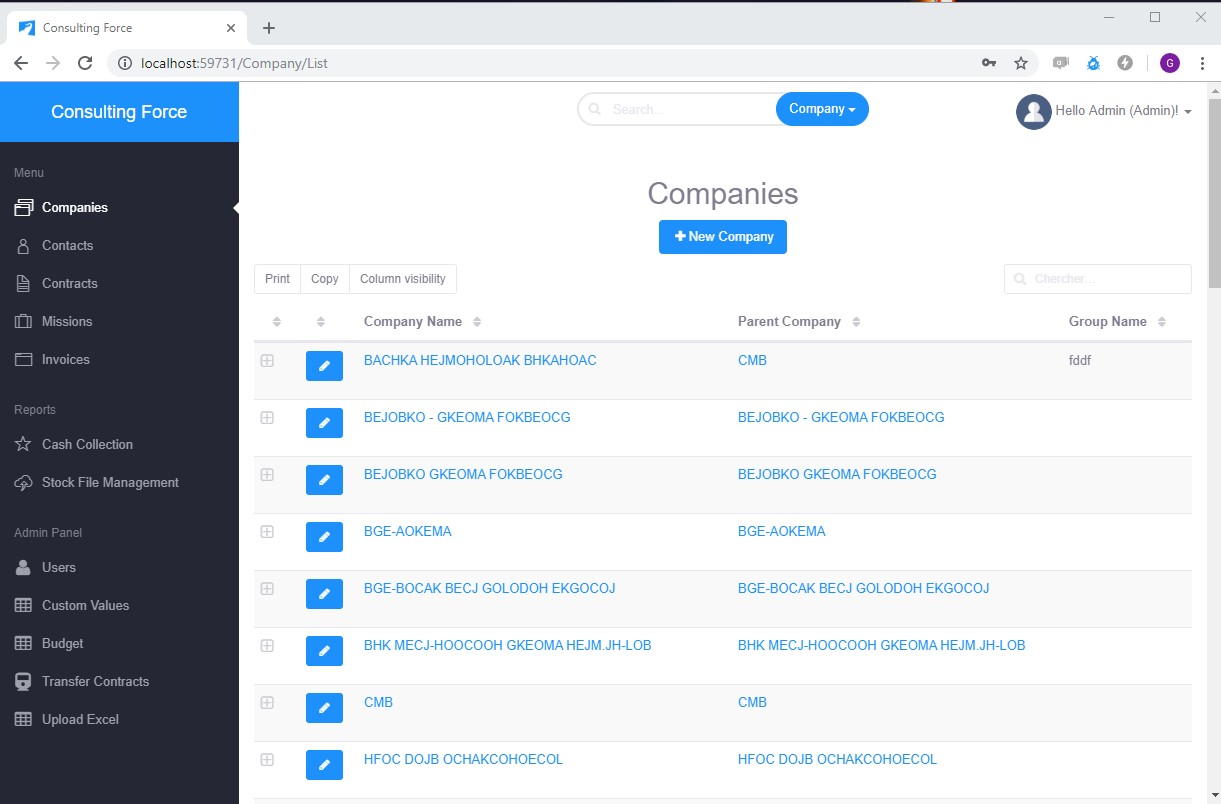 Consulting Force
localhost:59731/Company/List
G
Consulting Force
Search...
Company
Hello Admin (Admin)!
Menu
Companies
Contacts
Contracts
Missions
Invoices
Reports
Cash Collection
Stock File Management
Admin Panel
Users
Custom Values
Budget
Transfer Contracts
Upload Excel
Companies
New Company
Print Copy Column visibility
Chercher...
Company Name Parent Company Group Name
BACHKA HEJMOHOLOAK BHKAHOAC CMB fddf
BEJOBKO - GKEOMA FOKBEOCG BEJOBKO - GKEOMA FOKBEOCG
BEJOBKO GKEOMA FOKBEOCG BEJOBKO GKEOMA FOKBEOCG
BGE-AOKEMA BGE-AOKEMA
BGE-BOCAK BECJ GOLODOH EKGOCOJ BGE-BOCAK BECJ GOLODOH EKGOCOJ
BHK MECJ-HOOCOOH GKEOMA HEJM.JH-LOB BHK MECJ-HOOCOOH GKEOMA HEJM.JH-LOB
CMB CMB
HFOC DOJB OCHAKCOHOECOL HFOC DOJB OCHAKCOHOECOL